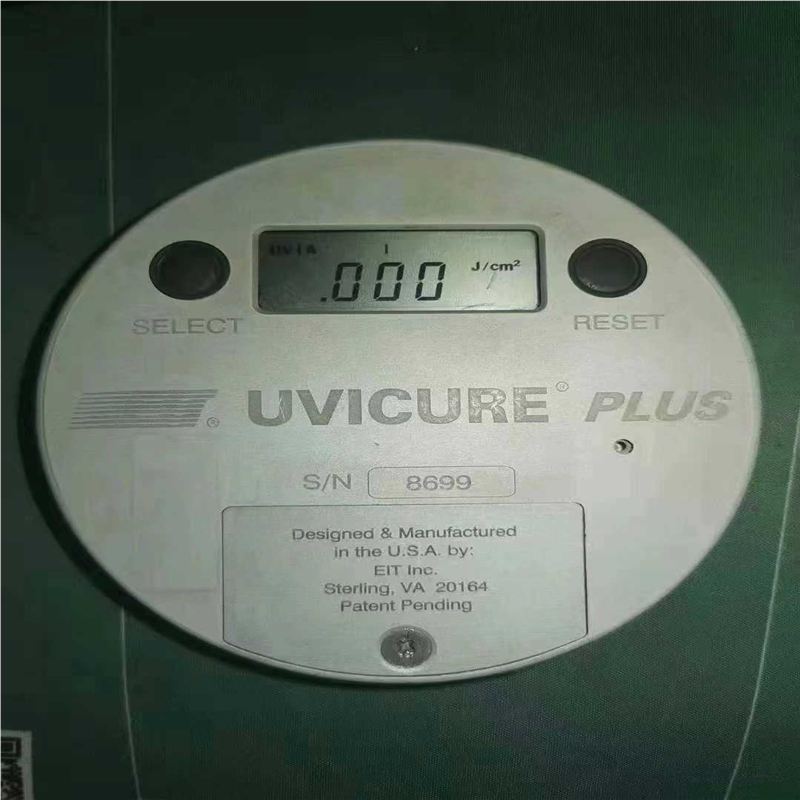 UV|A |
.000 J/cm²
SELECT
RESET
® UVICURE® PLUS
S/N 8699
Designed & Manufactured
in the U.S.A. by:
EIT Inc.
Sterling, VA 20164
Patent Pending